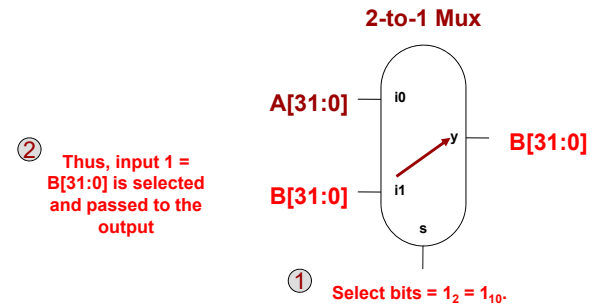 2-to-1 Mux
A[31:0]
i0
y
B[31:0]
B[31:0]
i1
s
2
Thus, input 1 =
B[31:0] is selected
and passed to the
output
1
Select bits = 1₂ = 1₁₀.